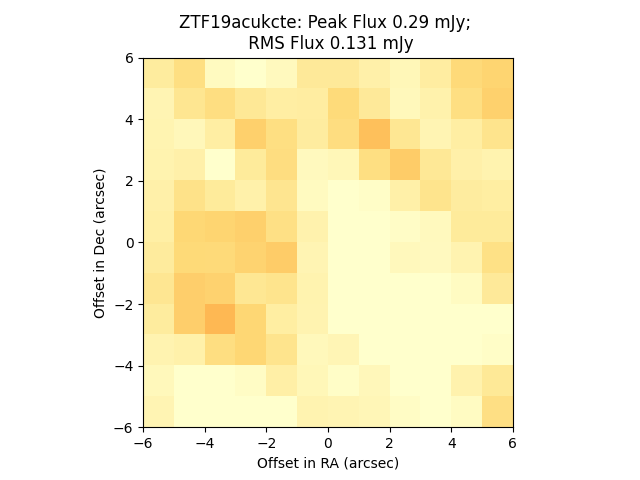 ZTF19acukcte: Peak Flux 0.29 mJy;
RMS Flux 0.131 mJy
6
4
2
0
−2
−4
−6
Offset in Dec (arcsec)
−6 −4 −2 0 2 4 6
Offset in RA (arcsec)